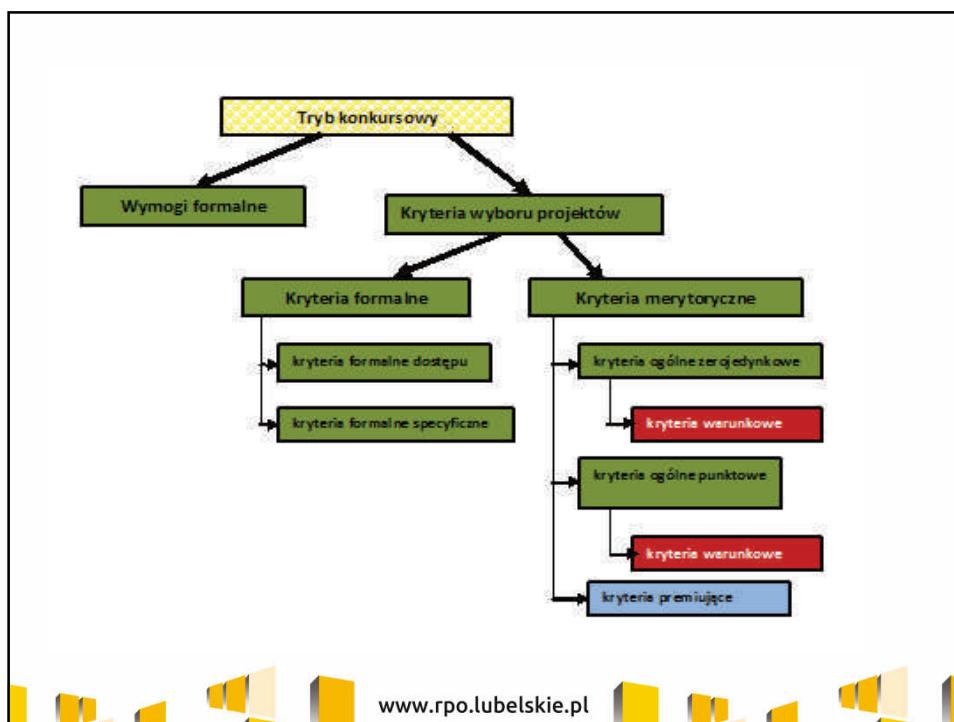 Tryb konkursowy
Wymogi formalne
Kryteria wyboru projektów
Kryteria formalne
kryteria formalne dostępu
kryteria formalne specyficzne
Kryteria merytoryczne
kryteria ogólne zerojedynkowe
kryteria warunkowe
kryteria ogólne punktowe
kryteria warunkowe
kryteria premiujące
www.rpo.lubelskie.pl